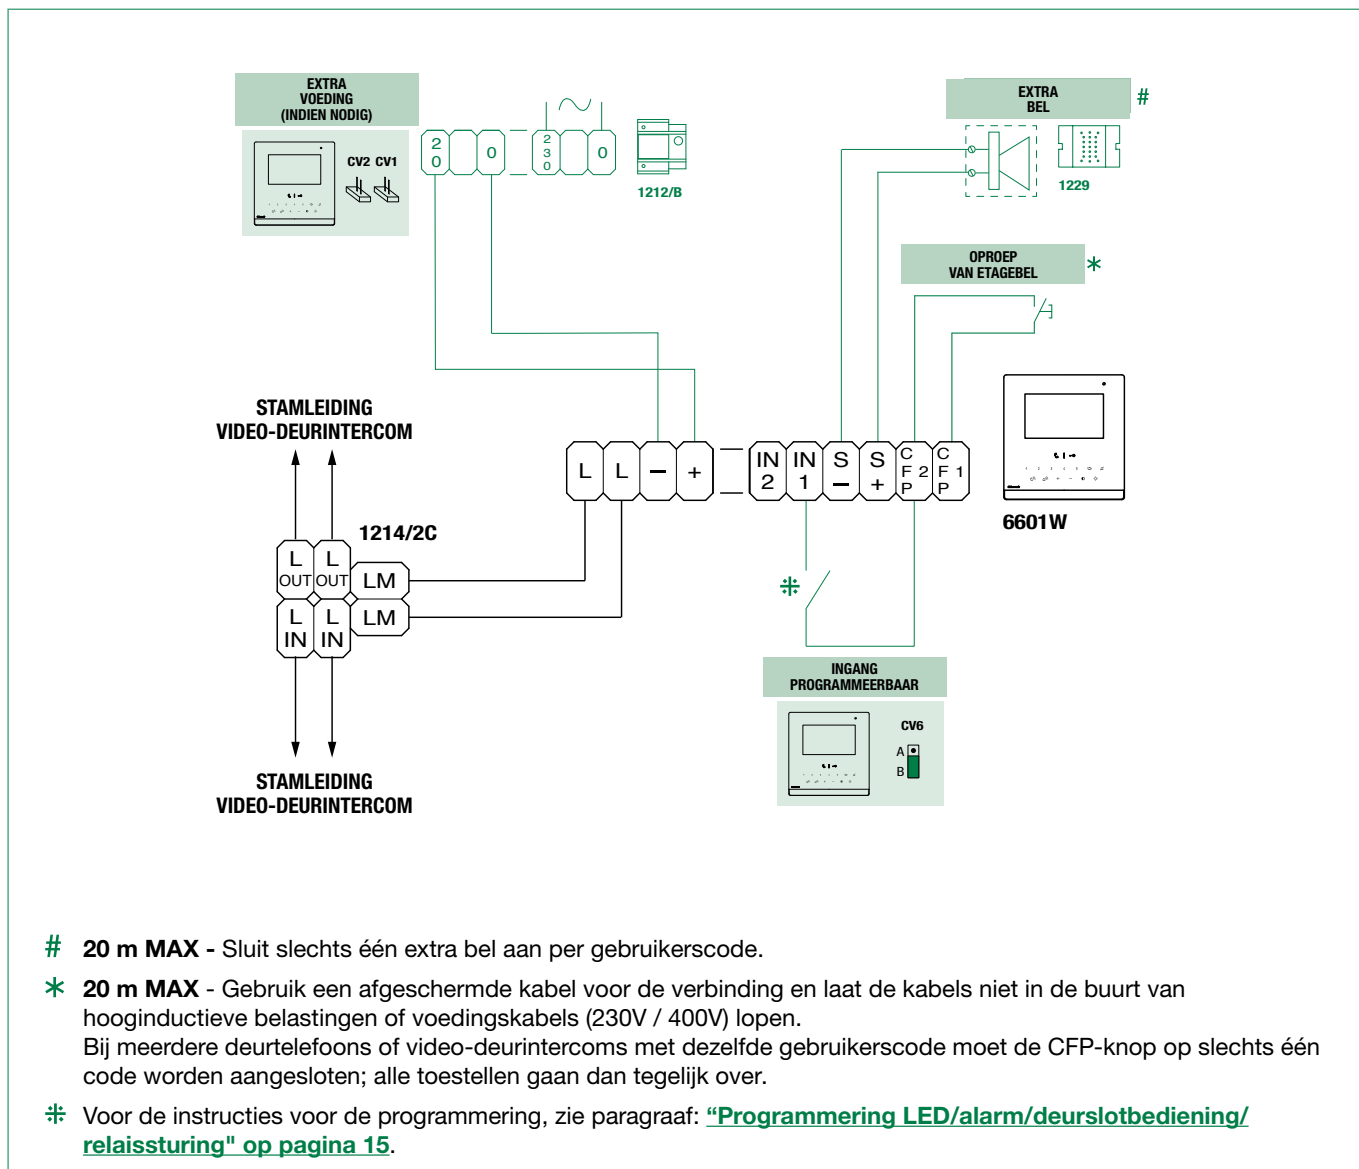 EXTRA
VOEDING
(INDIEN NODIG)
CV2 CV1
20
0
230
0
1212/B
EXTRA
BEL
#
1229
OPROEP
VAN ETAGEBEL
*
STAMLEIDING
VIDEO-DEURINTERCOM
L
L
–
+
IN 2
IN 1
S –
S +
CFP 2
CFP 1
6601W
1214/2C
L OUT
L OUT
LM
L IN
L IN
LM
INGANG
PROGRAMMEERBAAR
CV6
A
B
STAMLEIDING
VIDEO-DEURINTERCOM
# 20 m MAX - Sluit slechts één extra bel aan per gebruikerscode.
* 20 m MAX - Gebruik een afgeschermde kabel voor de verbinding en laat de kabels niet in de buurt van
hooginductieve belastingen of voedingskabels (230V / 400V) lopen.
Bij meerdere deurtelefoons of video-deurintercoms met dezelfde gebruikerscode moet de CFP-knop op slechts één
code worden aangesloten; alle toestellen gaan dan tegelijk over.
Voor de instructies voor de programmering, zie paragraaf: “Programmering LED/alarm/deurslotbediening/
relaissturing" op pagina 15.